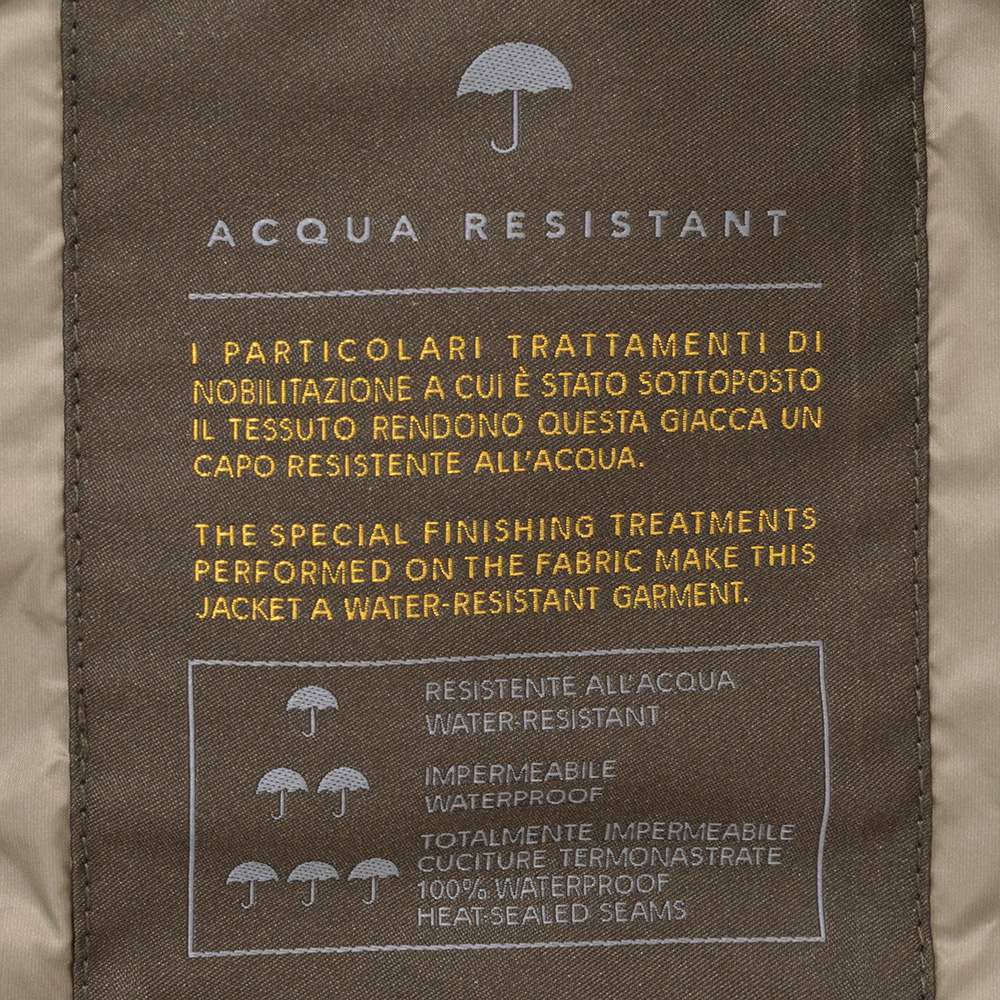 ACQUA RESISTANT
I PARTICOLARI TRATTAMENTI DI
NOBILITAZIONE A CUI È STATO SOTTOPOSTO
IL TESSUTO RENDONO QUESTA GIACCA UN
CAPO RESISTENTE ALL'ACQUA.
THE SPECIAL FINISHING TREATMENTS
PERFORMED ON THE FABRIC MAKE THIS
JACKET A WATER-RESISTANT GARMENT.
RESISTENTE ALL'ACQUA
WATER-RESISTANT
IMPERMEABILE
WATERPROOF
TOTALMENTE IMPERMEABILE
CUCITURE TERMONASTRATE
100% WATERPROOF
HEAT-SEALED SEAMS